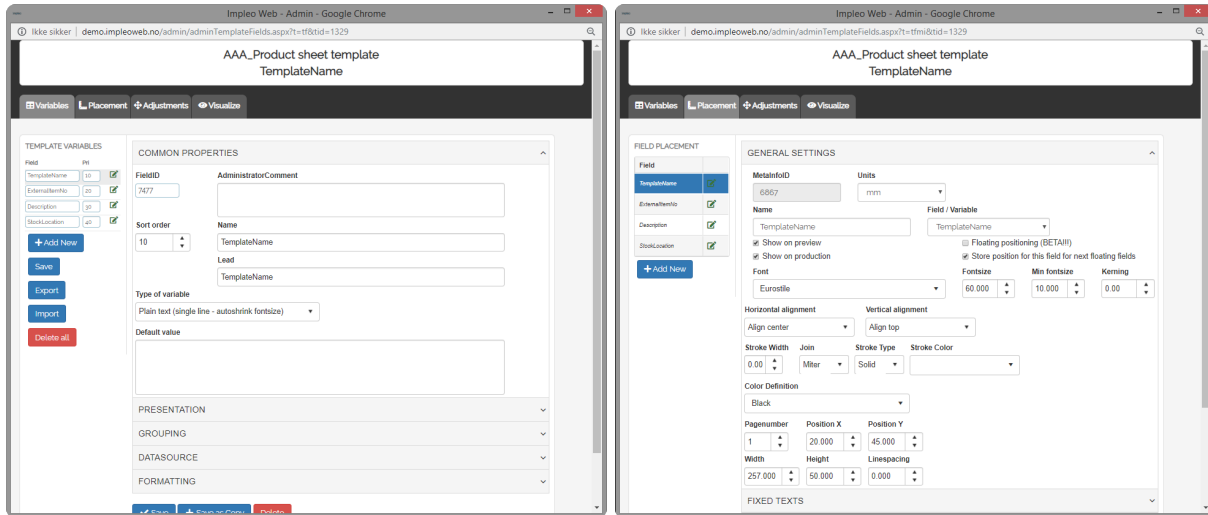 Impleo Web - Admin - Google Chrome
Ikke sikker | demo.impleoweb.no/admin/adminTemplateFields.aspx?t=tf&tid=1329
AAA_Product sheet template
TemplateName
Variables Placement Adjustments Visualize
TEMPLATE VARIABLES
Field Pri
TemplateName 10
ExternalItemNo 20
Description 30
StockLocation 40
+ Add New
Save
Export
Import
Delete all
COMMON PROPERTIES
FieldID AdministratorComment
7477
Sort order Name
10 TemplateName
Lead
TemplateName
Type of variable
Plain text (single line - autoshrink fontsize)
Default value
PRESENTATION
GROUPING
DATASOURCE
FORMATTING
Save + Save as Copy Delete
Impleo Web - Admin - Google Chrome
Ikke sikker | demo.impleoweb.no/admin/adminTemplateFields.aspx?t=tfmi&tid=1329
AAA_Product sheet template
TemplateName
Variables Placement Adjustments Visualize
FIELD PLACEMENT
Field
TemplateName
ExternalItemNo
Description
StockLocation
+ Add New
GENERAL SETTINGS
MetaInfoID Units
6867 mm
Name Field / Variable
TemplateName TemplateName
Show on preview Floating positioning (BETA!!!)
Show on production Store position for this field for next floating fields
Font Fontsize Min fontsize Kerning
Eurostile 60.000 10.000 0.00
Horizontal alignment Vertical alignment
Align center Align top
Stroke Width Join Stroke Type Stroke Color
0.00 Miter Solid
Color Definition
Black
Pagenumber Position X Position Y
1 20.000 45.000
Width Height Linespacing
257.000 50.000 0.000
FIXED TEXTS